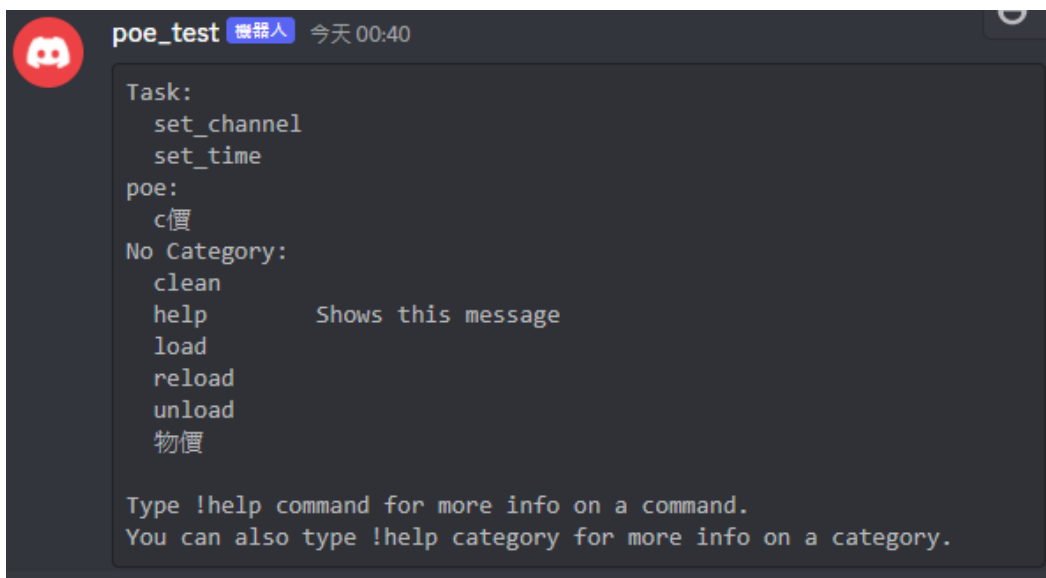 poe_test 機器人 今天 00:40
Task:
  set_channel
  set_time
poe:
  c價
No Category:
  clean
  help        Shows this message
  load
  reload
  unload
  物價

Type !help command for more info on a command.
You can also type !help category for more info on a category.